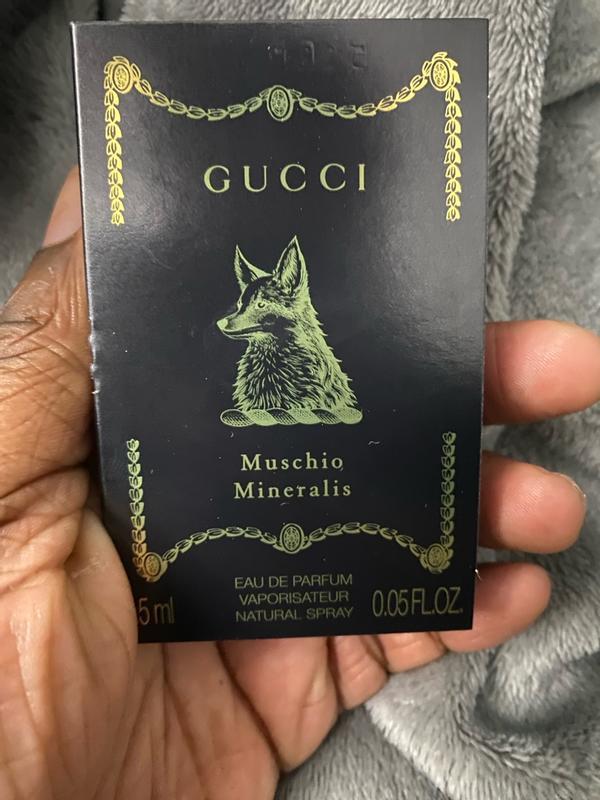 GUCCI
Muschio
Mineralis
EAU DE PARFUM
VAPORISATEUR
NATURAL SPRAY
5 ml
0.05 FL.OZ.